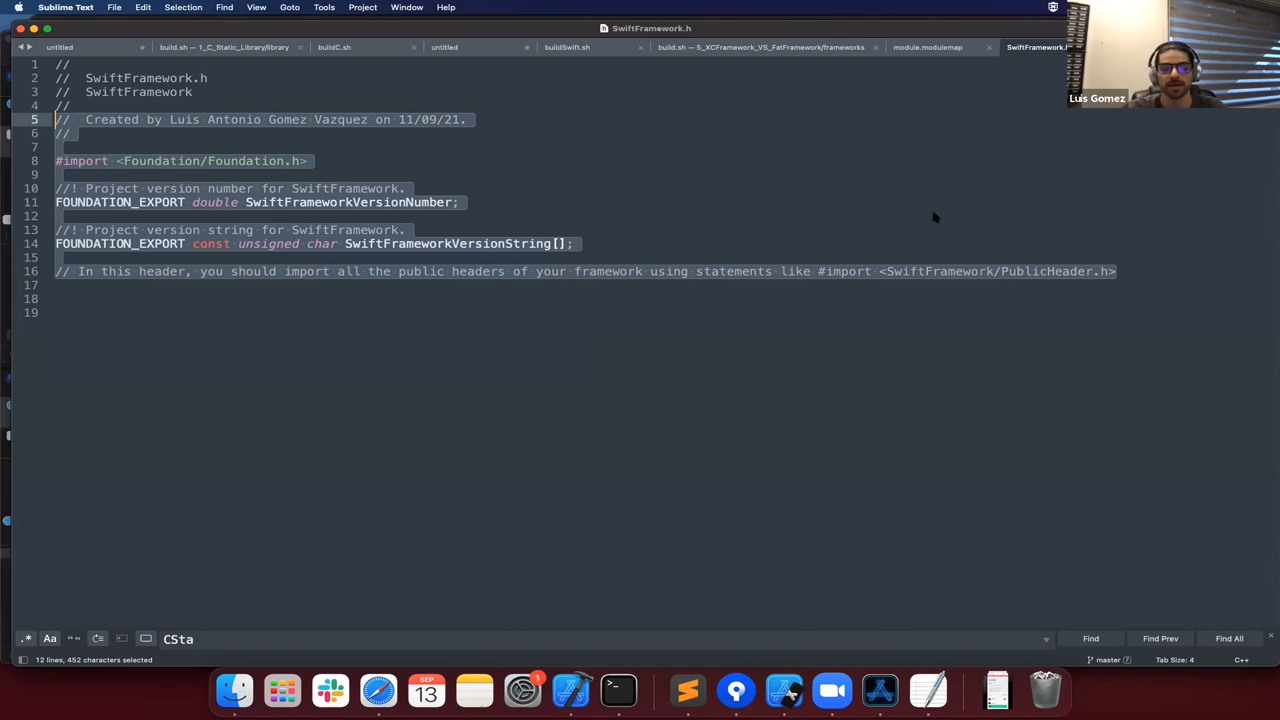 Sublime Text File Edit Selection Find View Goto Tools Project Window Help
SwiftFramework.h
untitled build.sh — 1_C_Static_Library/library buildC.sh untitled buildSwift.sh build.sh — 5_XCFramework_VS_FatFramework/frameworks module.modulemap SwiftFramework.h
Luis Gomez
1 //
2 // SwiftFramework.h
3 // SwiftFramework
4 //
5 // Created by Luis Antonio Gomez Vazquez on 11/09/21.
6 //
7
8 #import <Foundation/Foundation.h>
9
10 //! Project version number for SwiftFramework.
11 FOUNDATION_EXPORT double SwiftFrameworkVersionNumber;
12
13 //! Project version string for SwiftFramework.
14 FOUNDATION_EXPORT const unsigned char SwiftFrameworkVersionString[];
15
16 // In this header, you should import all the public headers of your framework using statements like #import <SwiftFramework/PublicHeader.h>
17
18
19
.* Aa “” CSta Find Find Prev Find All
12 lines, 452 characters selected master 7 Tab Size: 4 C++
SEP
13
1
>_